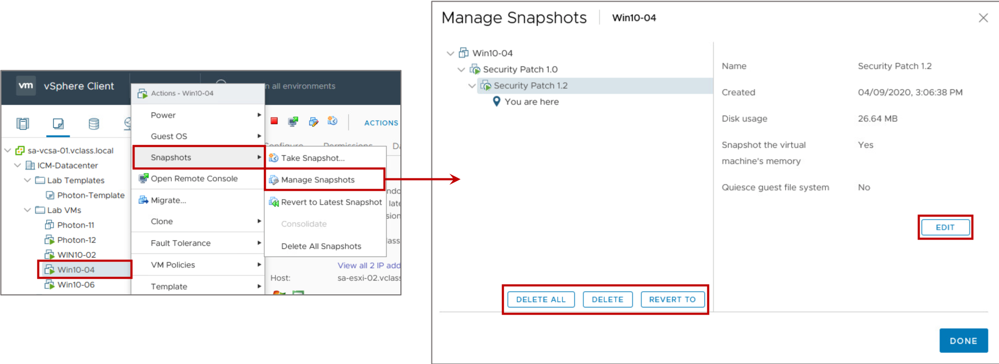 vm vSphere Client
n all environments
Actions - Win10-04
Power
Guest OS
Snapshots
Open Remote Console
Migrate...
Clone
Fault Tolerance
VM Policies
Template
ACTIONS
Configure Permissions Da
sa-vcsa-01.vclass.local
ICM-Datacenter
Lab Templates
Photon-Template
Lab VMs
Photon-11
Photon-12
WIN10-02
Win10-04
Win10-06
Take Snapshot...
Manage Snapshots
Revert to Latest Snapshot
Consolidate
Delete All Snapshots
View all 2 IP add
Host: sa-esxi-02.vclass
Manage Snapshots Win10-04
Win10-04
Security Patch 1.0
Security Patch 1.2
You are here
Name Security Patch 1.2
Created 04/09/2020, 3:06:38 PM
Disk usage 26.64 MB
Snapshot the virtual Yes
machine's memory
Quiesce guest file system No
EDIT
DELETE ALL DELETE REVERT TO
DONE